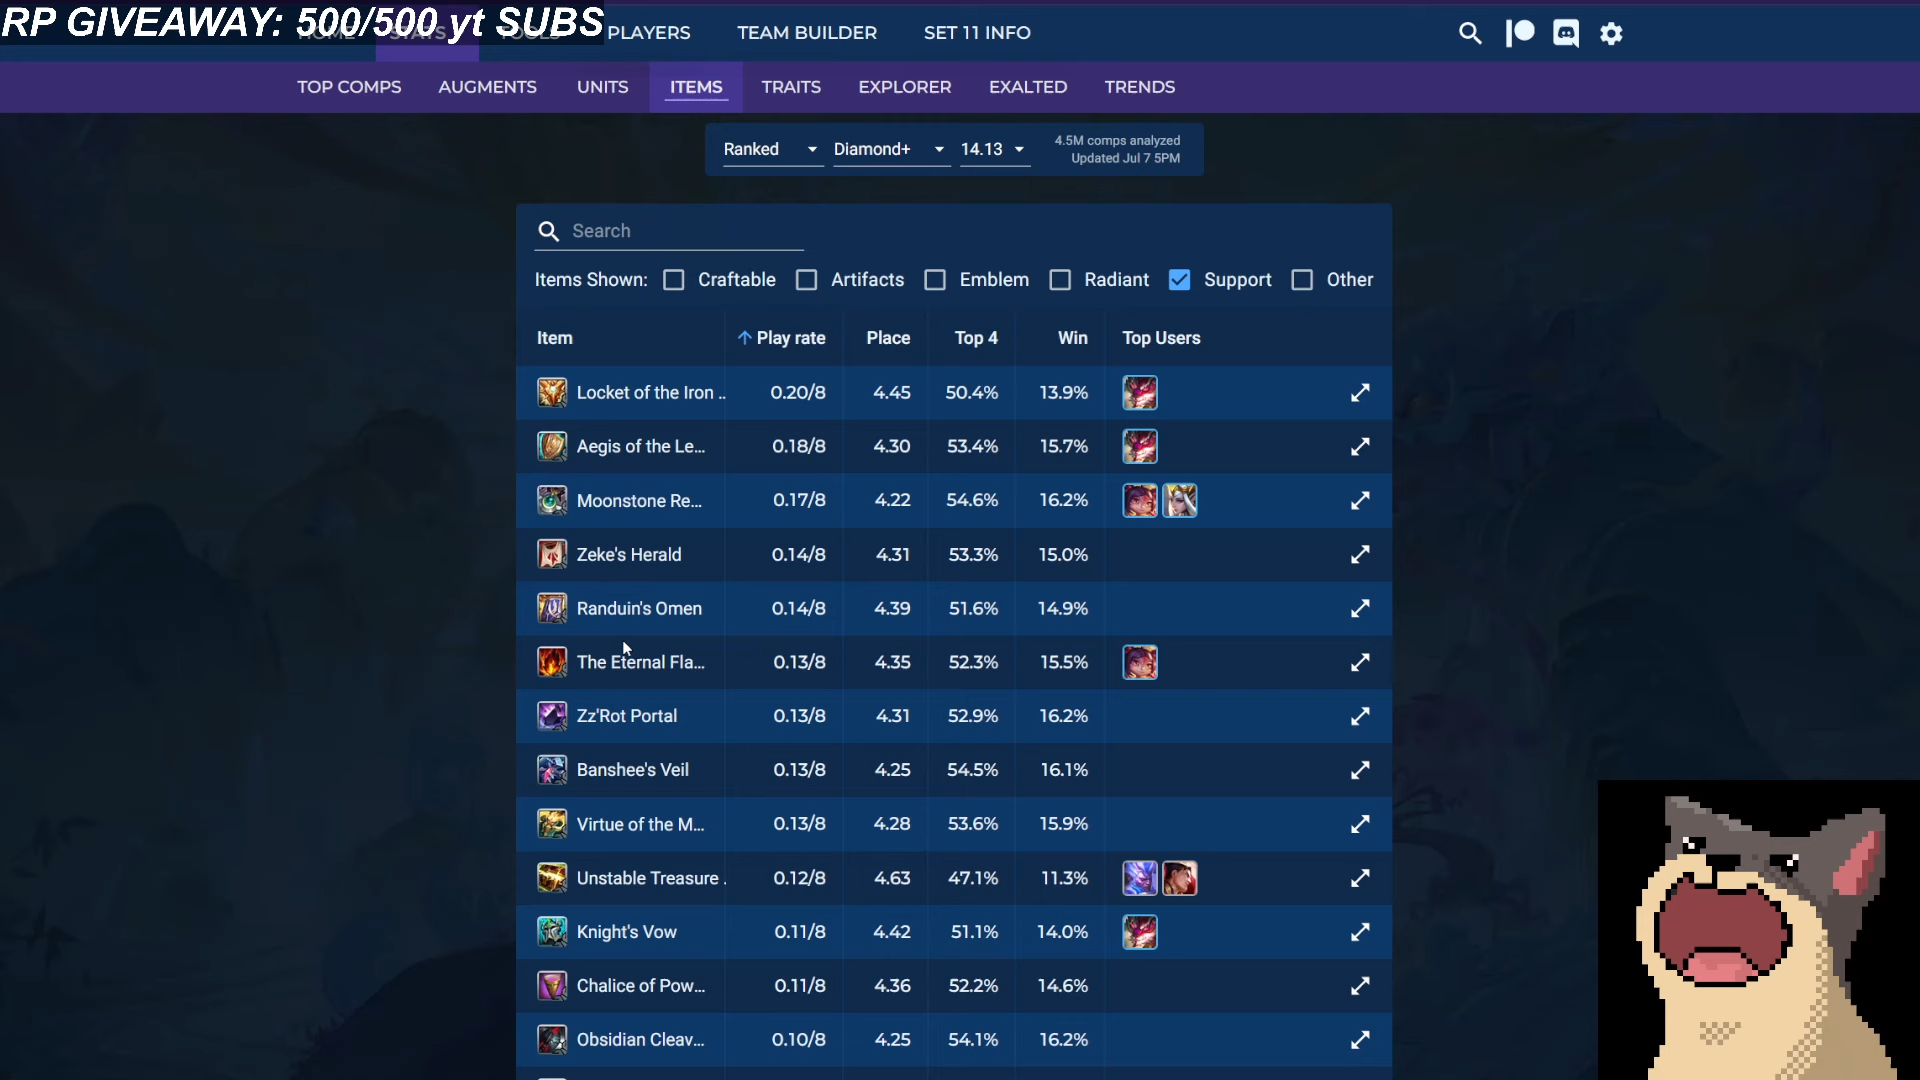 RP GIVEAWAY: 500/500 yt SUBS
HOME STATS TOOLS PLAYERS TEAM BUILDER SET 11 INFO
TOP COMPS AUGMENTS UNITS ITEMS TRAITS EXPLORER EXALTED TRENDS
Ranked Diamond+ 14.13 4.5M comps analyzed
Updated Jul 7 5PM
Search
Items Shown: Craftable Artifacts Emblem Radiant Support Other
Item Play rate Place Top 4 Win Top Users
Locket of the Iron .. 0.20/8 4.45 50.4% 13.9%
Aegis of the Le... 0.18/8 4.30 53.4% 15.7%
Moonstone Re... 0.17/8 4.22 54.6% 16.2%
Zeke's Herald 0.14/8 4.31 53.3% 15.0%
Randuin's Omen 0.14/8 4.39 51.6% 14.9%
The Eternal Fla... 0.13/8 4.35 52.3% 15.5%
Zz'Rot Portal 0.13/8 4.31 52.9% 16.2%
Banshee's Veil 0.13/8 4.25 54.5% 16.1%
Virtue of the M... 0.13/8 4.28 53.6% 15.9%
Unstable Treasure . 0.12/8 4.63 47.1% 11.3%
Knight's Vow 0.11/8 4.42 51.1% 14.0%
Chalice of Pow... 0.11/8 4.36 52.2% 14.6%
Obsidian Cleav... 0.10/8 4.25 54.1% 16.2%